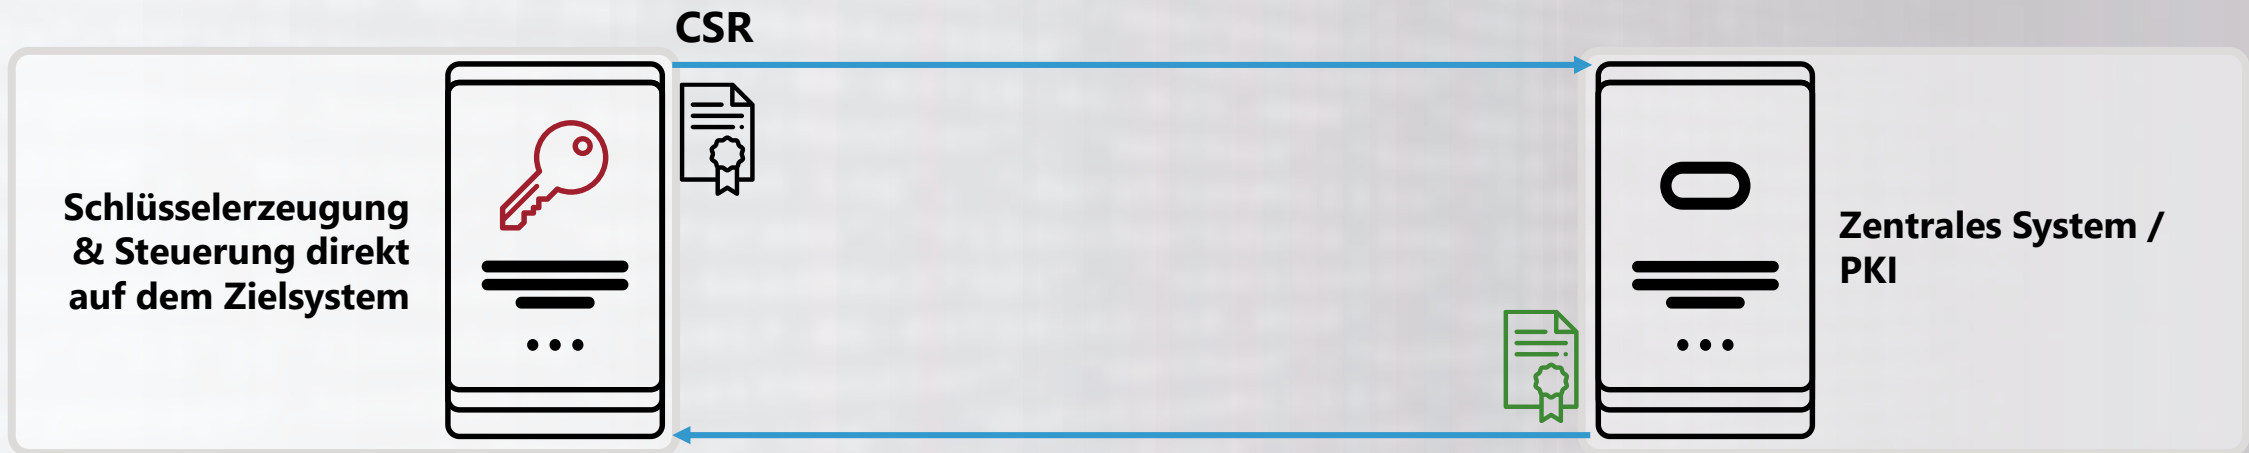 CSR
Schlüsselerzeugung
& Steuerung direkt
auf dem Zielsystem
Zentrales System /
PKI